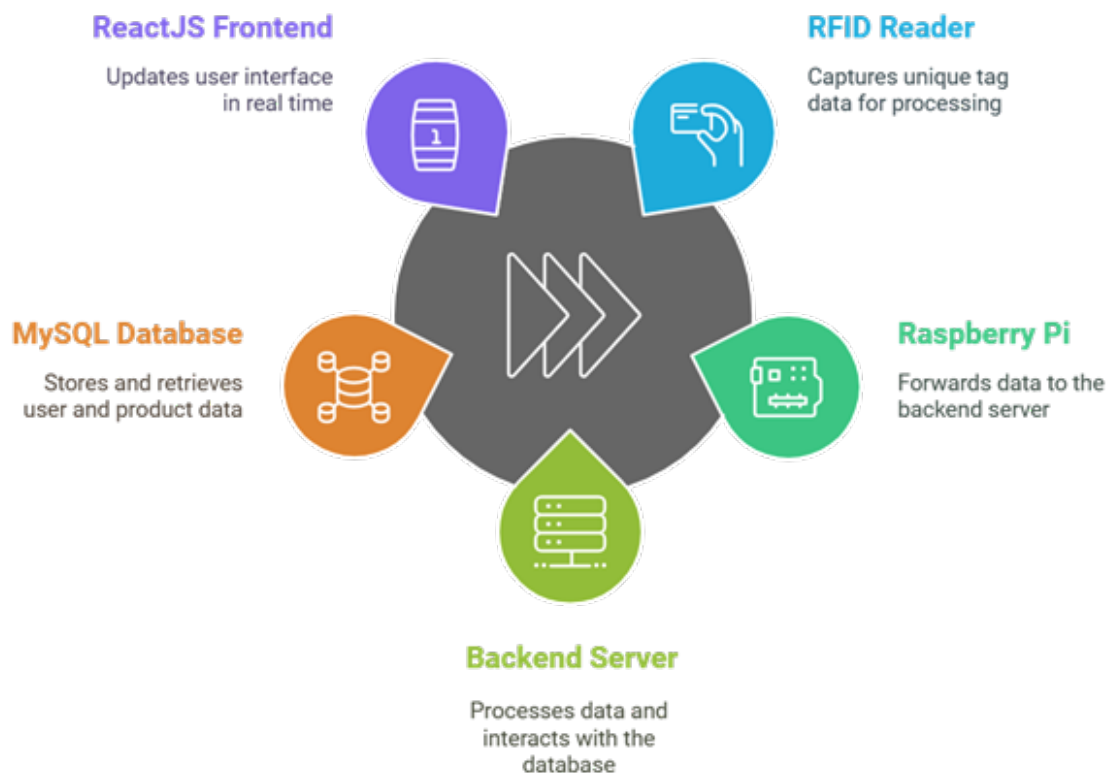 ReactJS Frontend
Updates user interface
in real time
RFID Reader
Captures unique tag
data for processing
1
MySQL Database
Stores and retrieves
user and product data
Raspberry Pi
Forwards data to the
backend server
Backend Server
Processes data and
interacts with the
database